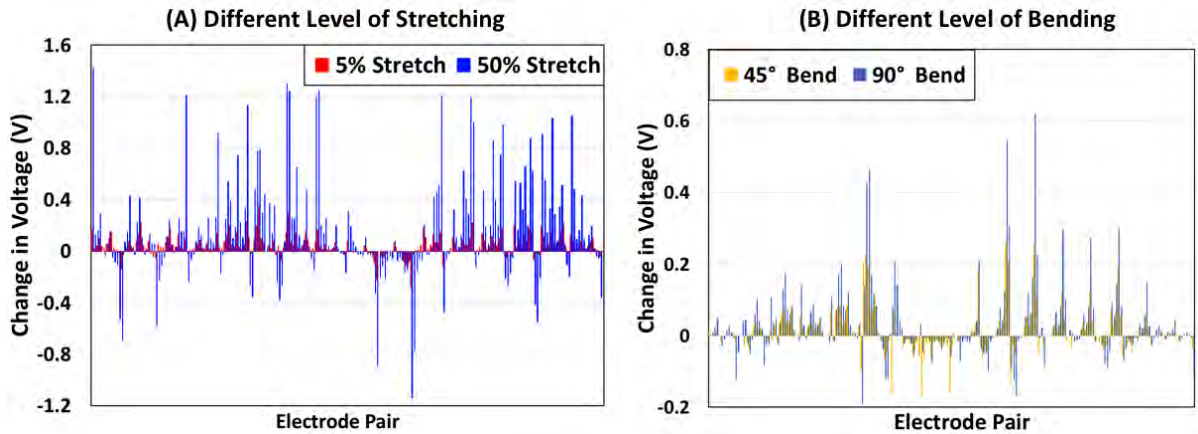 (A) Different Level of Stretching
Change in Voltage (V)
1.6
1.2
0.8
0.4
0
-0.4
-0.8
-1.2
5% Stretch 50% Stretch
Electrode Pair
(B) Different Level of Bending
Change in Voltage (V)
0.8
0.6
0.4
0.2
0
-0.2
45° Bend 90° Bend
Electrode Pair